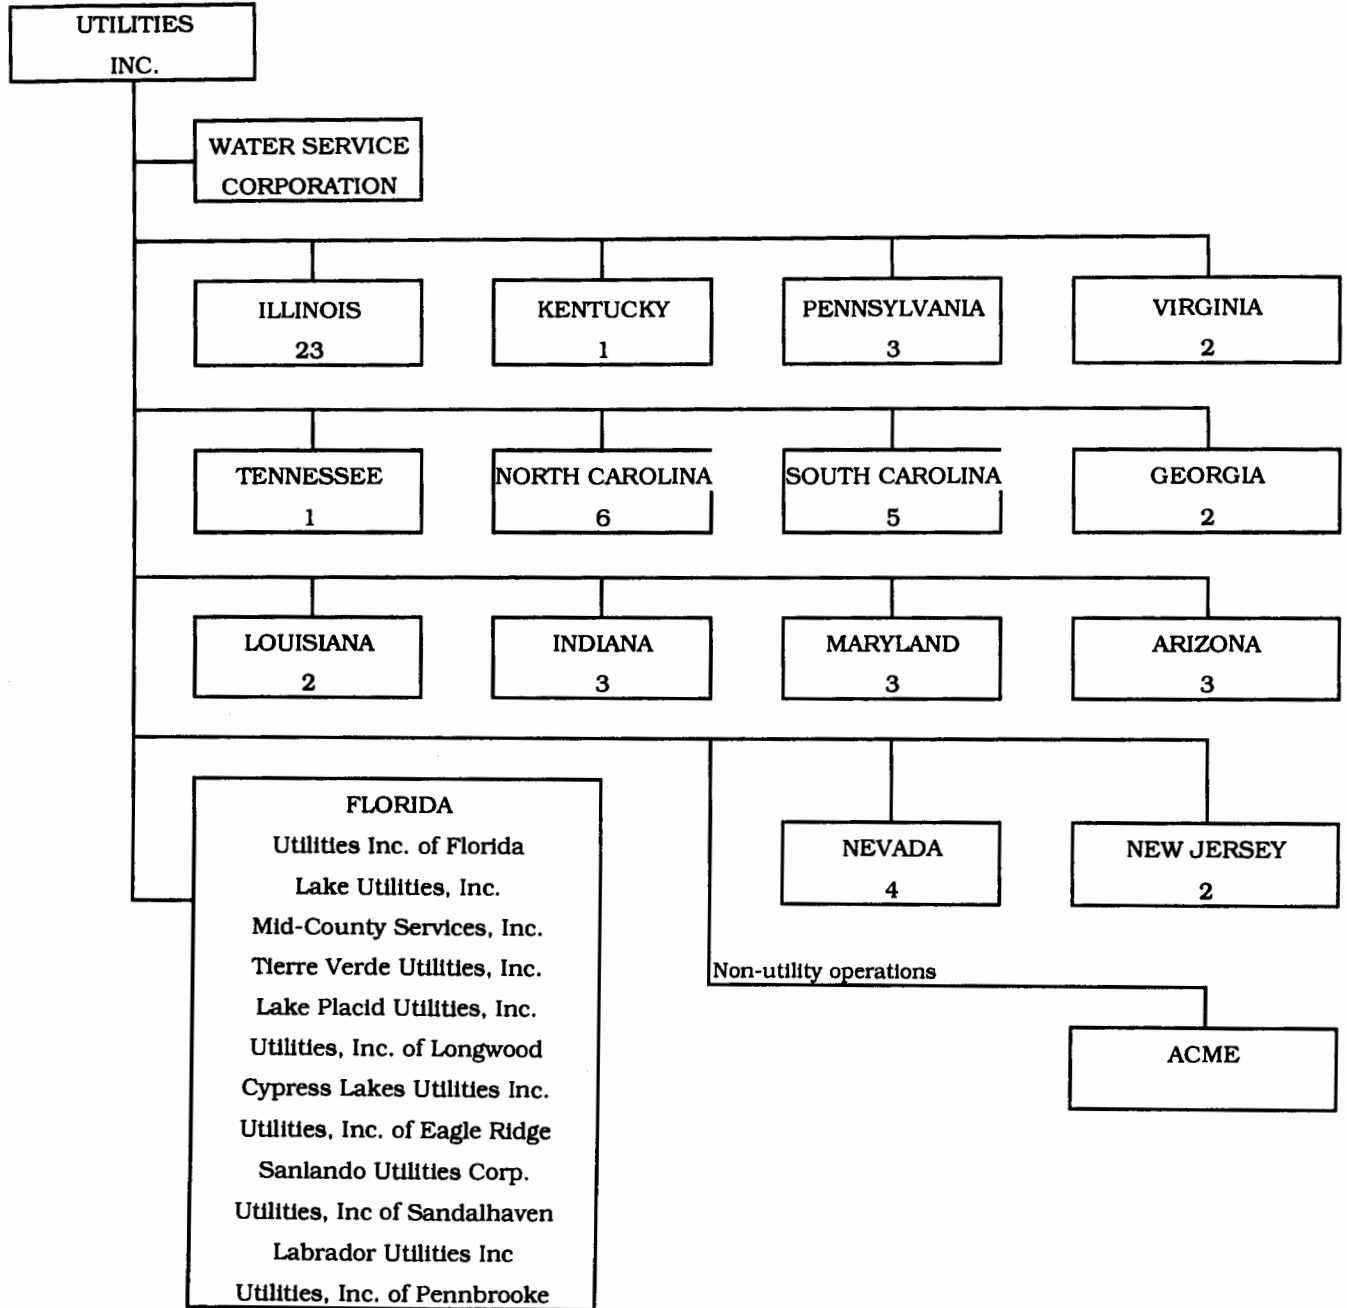 UTILITIES
INC.
WATER SERVICE
CORPORATION
ILLINOIS
23
KENTUCKY
1
PENNSYLVANIA
3
VIRGINIA
2
TENNESSEE
1
NORTH CAROLINA
6
SOUTH CAROLINA
5
GEORGIA
2
LOUISIANA
2
INDIANA
3
MARYLAND
3
ARIZONA
3
FLORIDA
Utilities Inc. of Florida
Lake Utilities, Inc.
Mid-County Services, Inc.
Tierre Verde Utilities, Inc.
Lake Placid Utilities, Inc.
Utilities, Inc. of Longwood
Cypress Lakes Utilities Inc.
Utilities, Inc. of Eagle Ridge
Sanlando Utilities Corp.
Utilities, Inc of Sandalhaven
Labrador Utilities Inc
Utilities, Inc. of Pennbrooke
NEVADA
4
NEW JERSEY
2
Non-utility operations
ACME